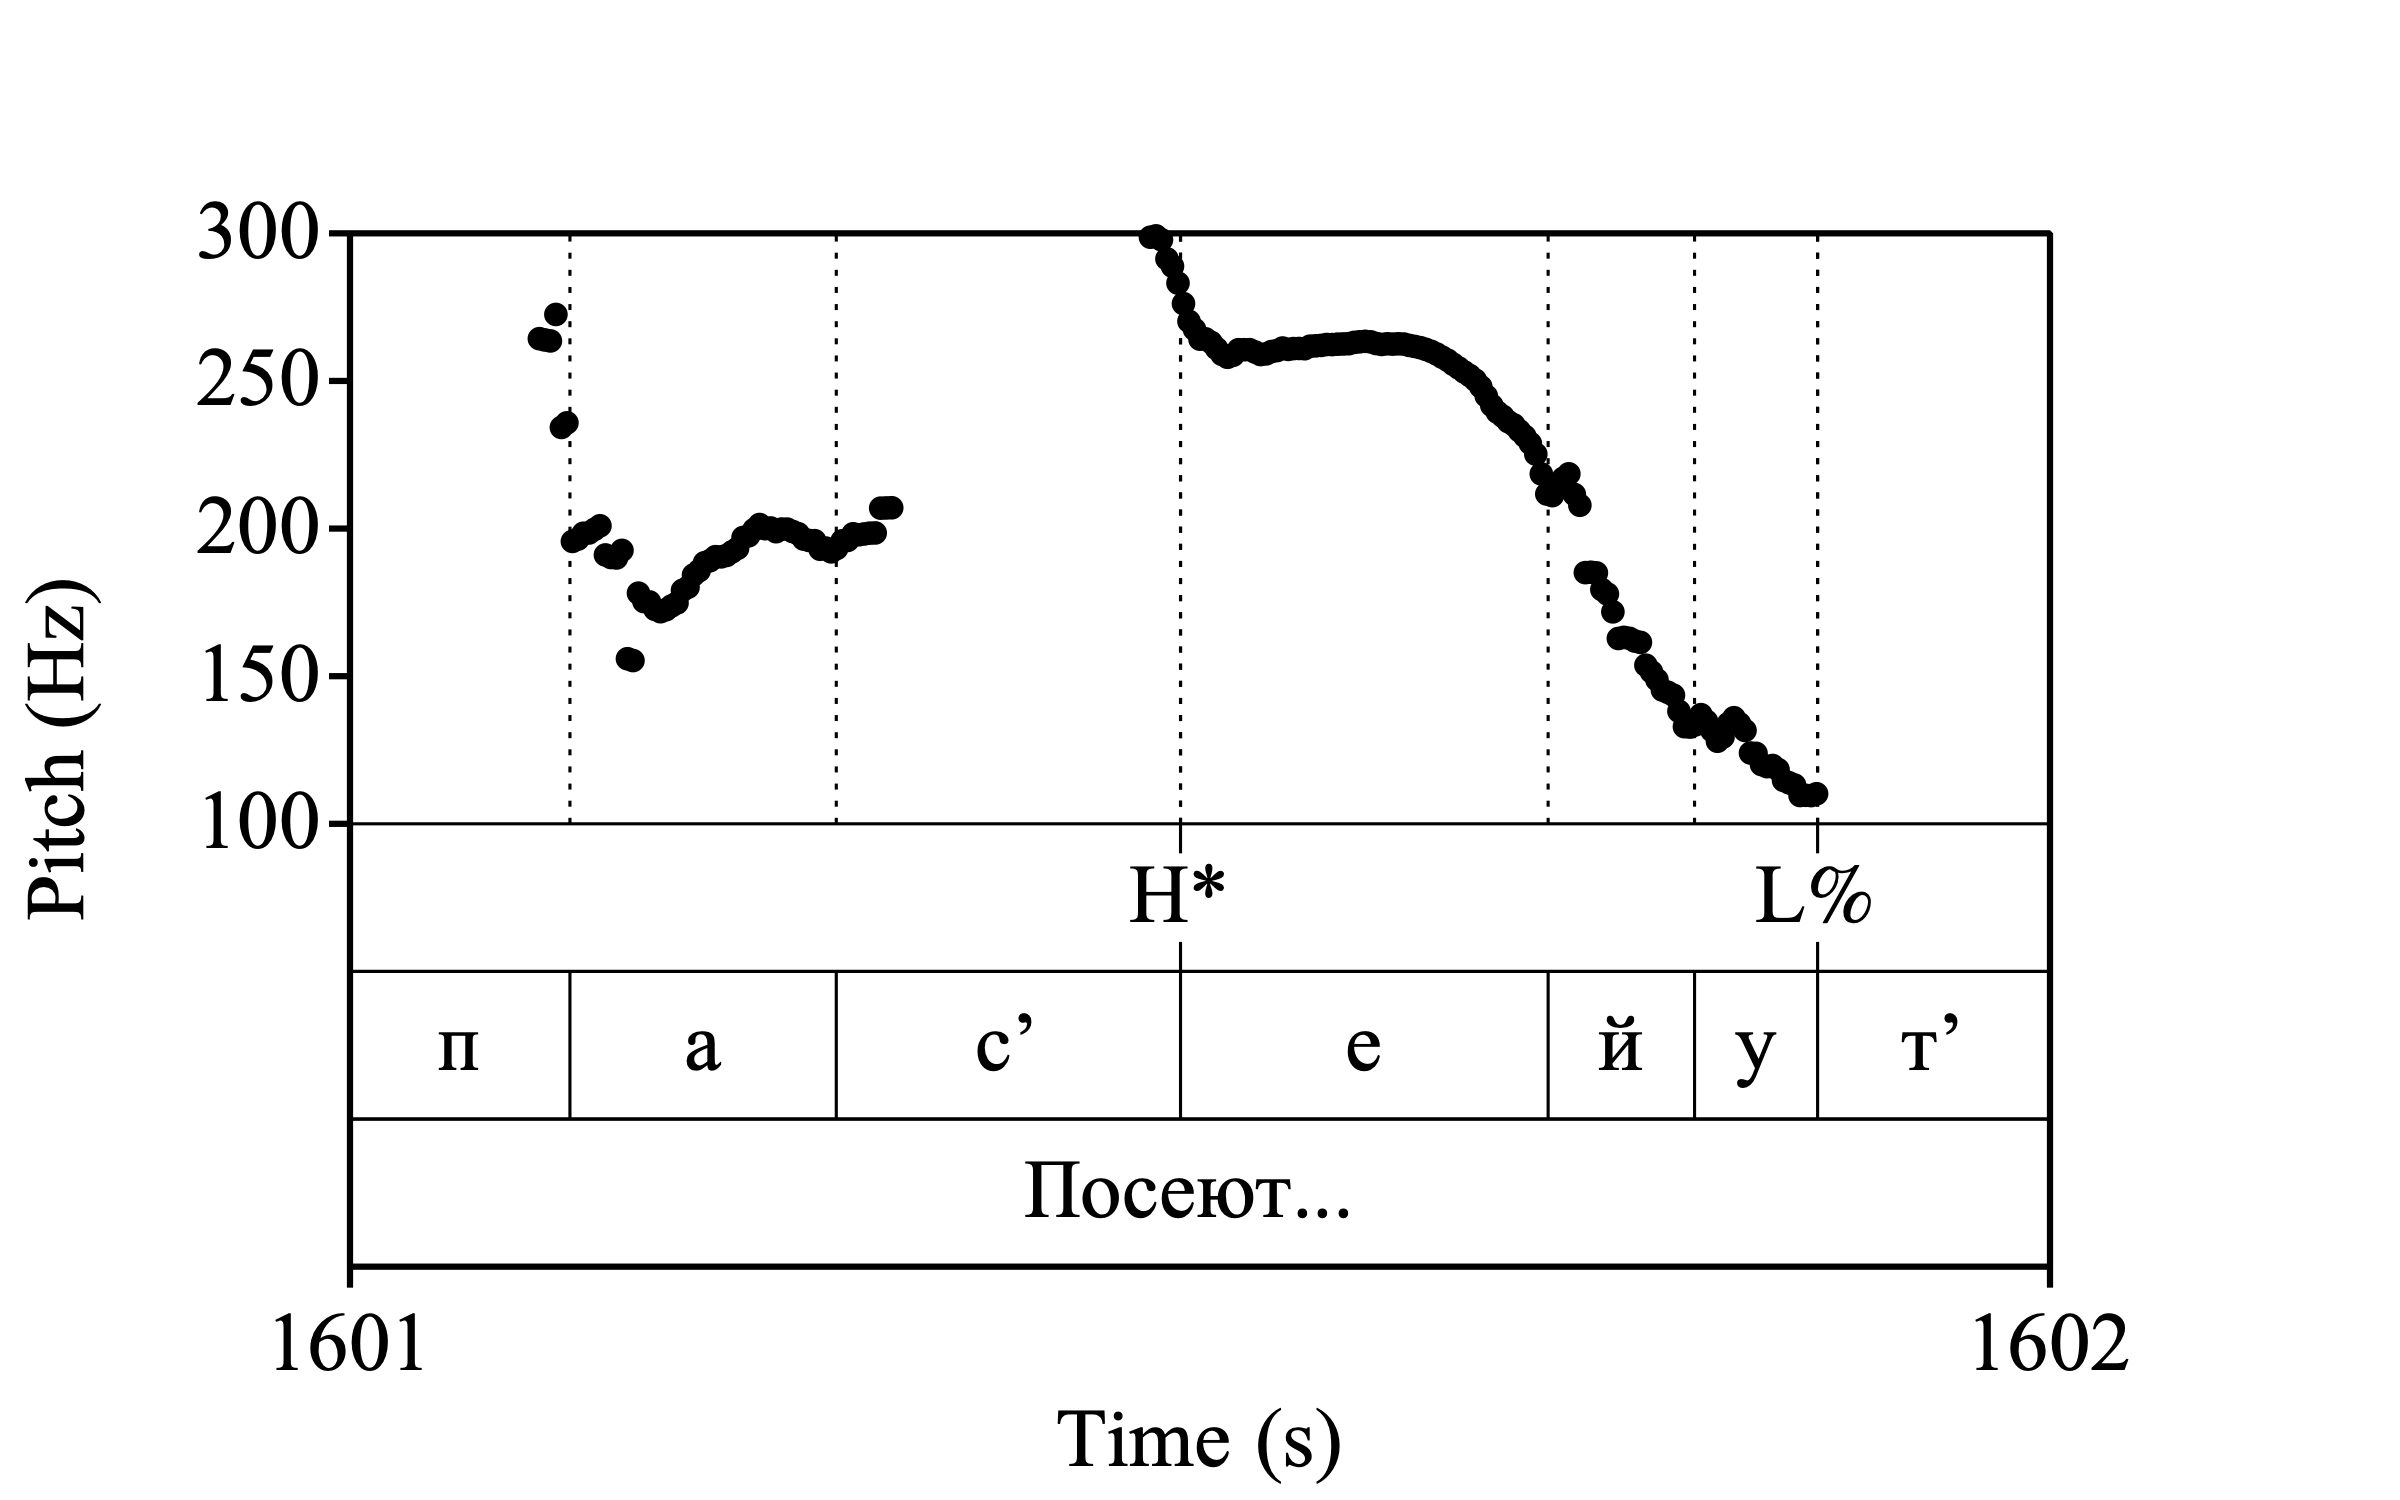 300
250
200
150
100
Pitch (Hz)
H* L%
п а с’ е й у т’
Посеют...
1601 1602
Time (s)